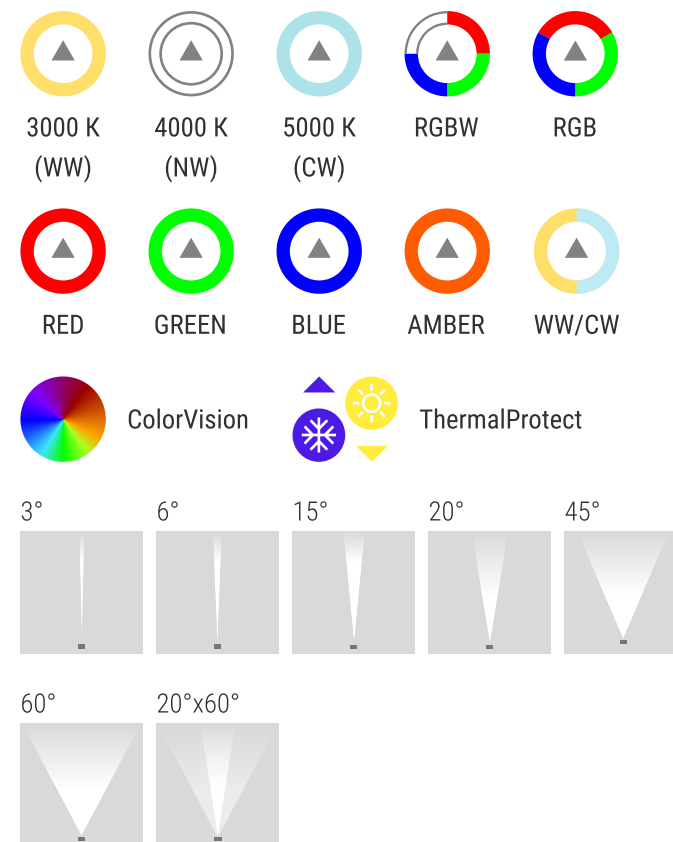 3000 K 4000 K 5000 K RGBW RGB
(WW) (NW) (CW)
RED GREEN BLUE AMBER WW/CW
ColorVision ThermalProtect
3° 6° 15° 20° 45°
60° 20°x60°